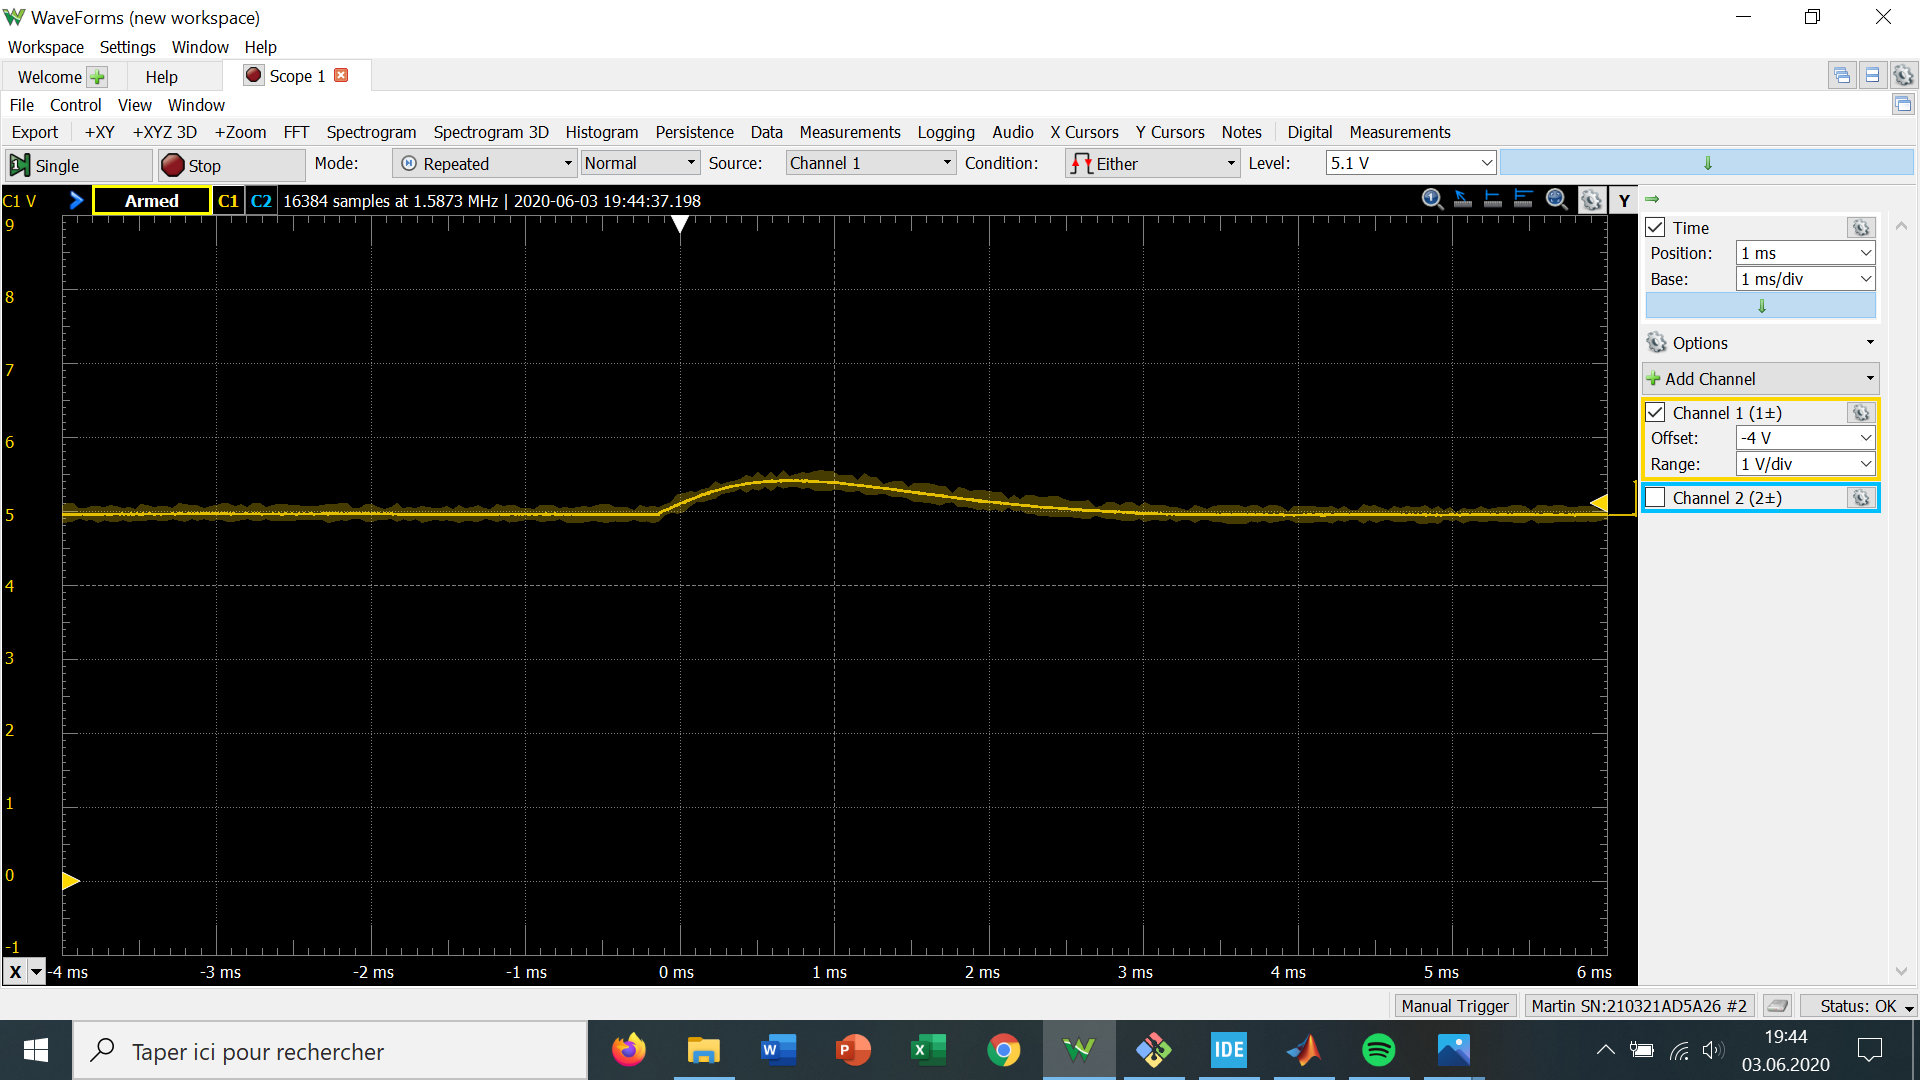 WaveForms (new workspace)
Workspace Settings Window Help
Welcome Help Scope 1
File Control View Window
Export +XY +XYZ 3D +Zoom FFT Spectrogram Spectrogram 3D Histogram Persistence Data Measurements Logging Audio X Cursors Y Cursors Notes Digital Measurements
Single Stop Mode: Repeated Normal Source: Channel 1 Condition: Either Level: 5.1 V
C1 V Armed C1 C2 16384 samples at 1.5873 MHz | 2020-06-03 19:44:37.198 Y
9
8
7
6
5
4
3
2
1
0
-1
X -4 ms -3 ms -2 ms -1 ms 0 ms 1 ms 2 ms 3 ms 4 ms 5 ms 6 ms
Time
Position: 1 ms
Base: 1 ms/div
Options
Add Channel
Channel 1 (1±)
Offset: -4 V
Range: 1 V/div
Channel 2 (2±)
Manual Trigger Martin SN:210321AD5A26 #2 Status: OK
Taper ici pour rechercher
IDE
19:44
03.06.2020